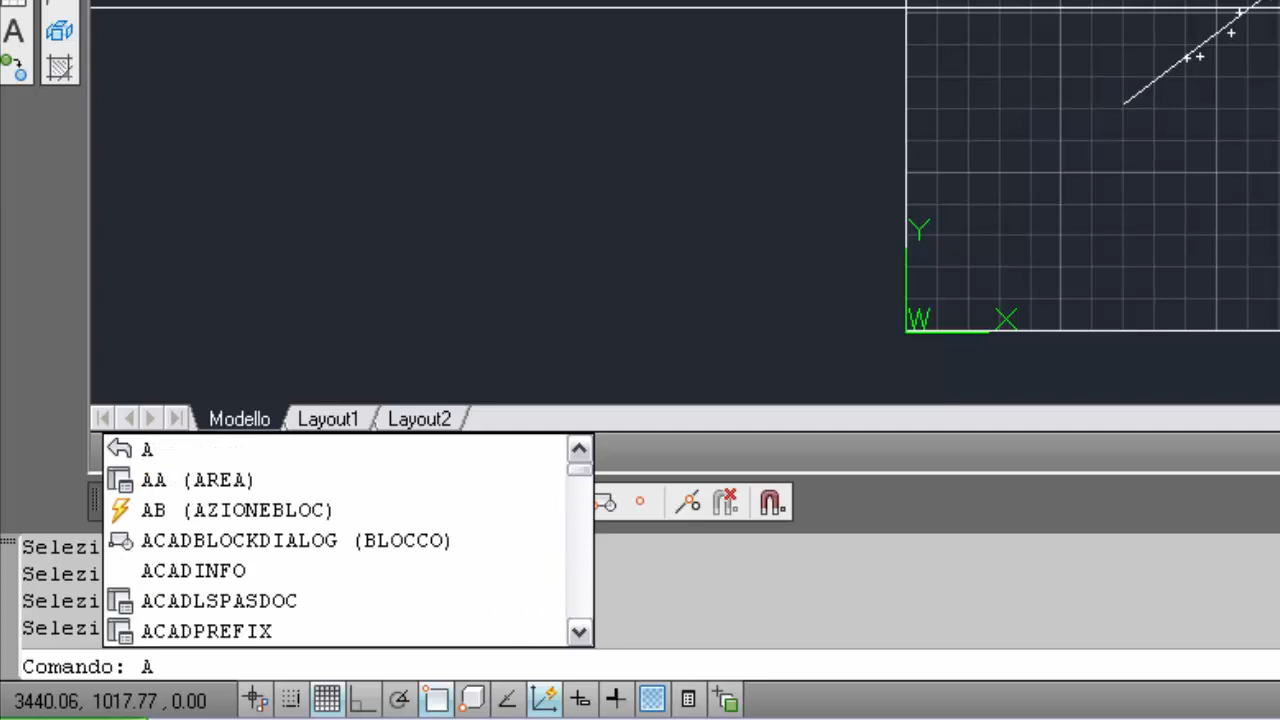 A
Y
W X
Modello Layout1 Layout2
A
AA (AREA)
AB (AZIONEBLOC)
ACADBLOCKDIALOG (BLOCCO)
ACADINFO
ACADLSPASDOC
ACADPREFIX
Selezi
Selezi
Selezi
Selezi
Comando: A
3440.06, 1017.77 , 0.00